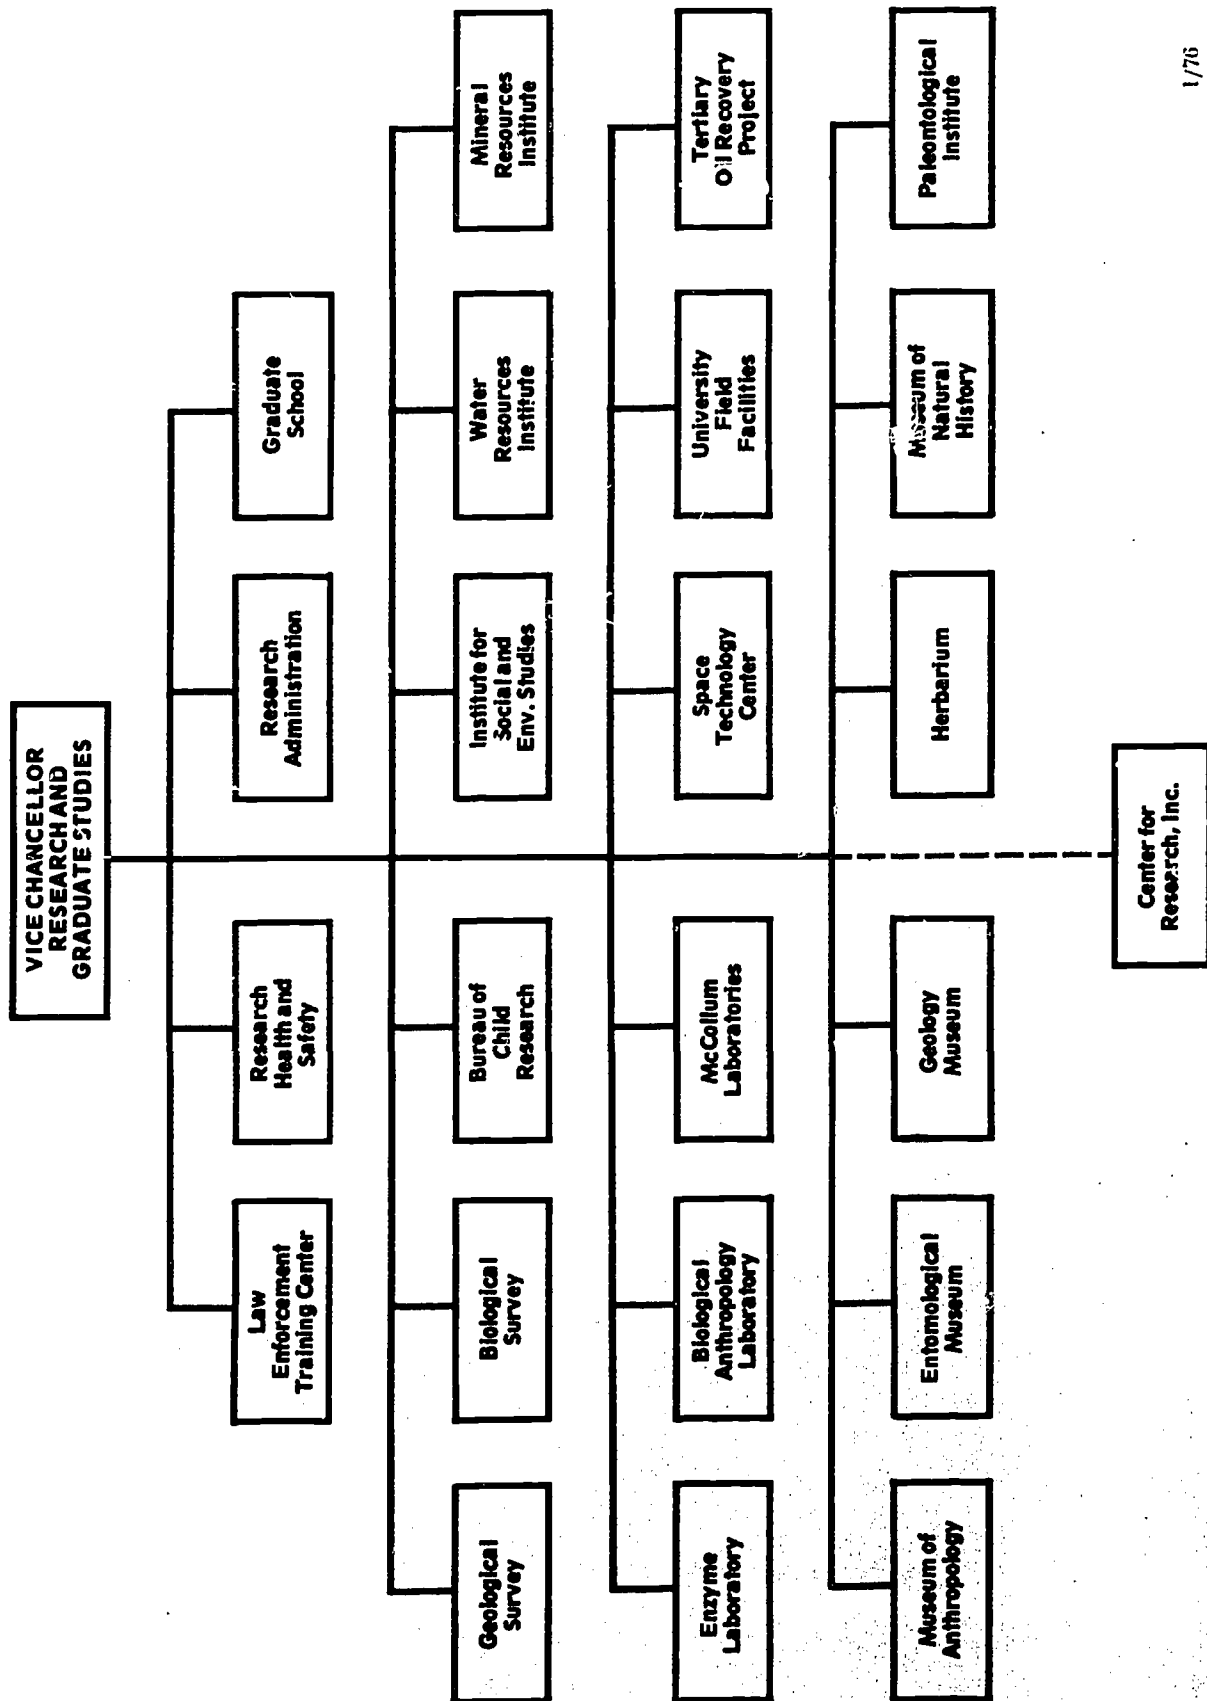 VICE CHANCELLOR
RESEARCH AND
GRADUATE STUDIES
Law
Enforcement
Training Center
Research
Health and
Safety
Research
Administration
Graduate
School
Geological
Survey
Biological
Survey
Bureau of
Child
Research
Institute for
Social and
Env. Studies
Water
Resources
Institute
Mineral
Resources
Institute
Enzyme
Laboratory
Biological
Anthropology
Laboratory
McCollum
Laboratories
Space
Technology
Center
University
Field
Facilities
Tertiary
Oil Recovery
Project
Museum of
Anthropology
Entomological
Museum
Geology
Museum
Herbarium
Museum of
Natural
History
Paleontological
Institute
Center for
Research, Inc.
1/76